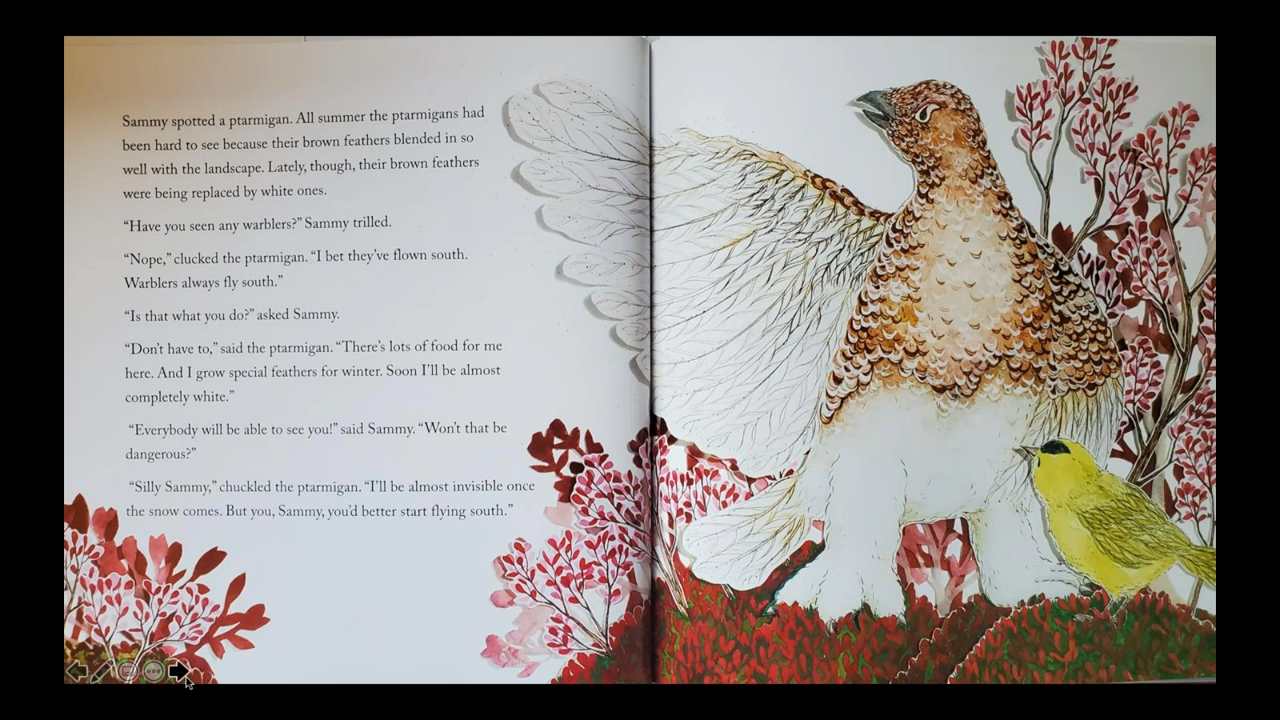 Sammy spotted a ptarmigan. All summer the ptarmigans had
been hard to see because their brown feathers blended in so
well with the landscape. Lately, though, their brown feathers
were being replaced by white ones.
“Have you seen any warblers?” Sammy trilled.
“Nope,” clucked the ptarmigan. “I bet they’ve flown south.
Warblers always fly south.”
“Is that what you do?” asked Sammy.
“Don’t have to,” said the ptarmigan. “There’s lots of food for me
here. And I grow special feathers for winter. Soon I’ll be almost
completely white.”
“Everybody will be able to see you!” said Sammy. “Won’t that be
dangerous?”
“Silly Sammy,” chuckled the ptarmigan. “I’ll be almost invisible once
the snow comes. But you, Sammy, you’d better start flying south.”